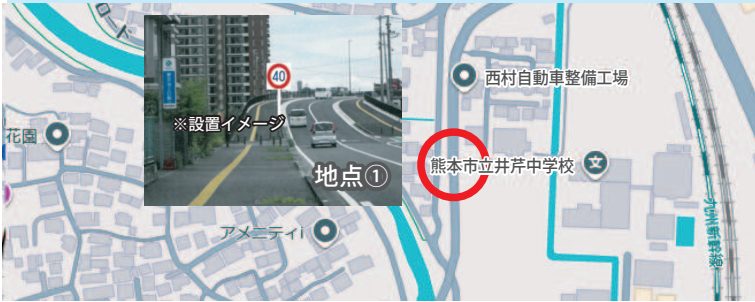 40
※設置イメージ
地点①
西村自動車整備工場
花園
熊本市立井芹中学校
文
アメニティi
九州新幹線